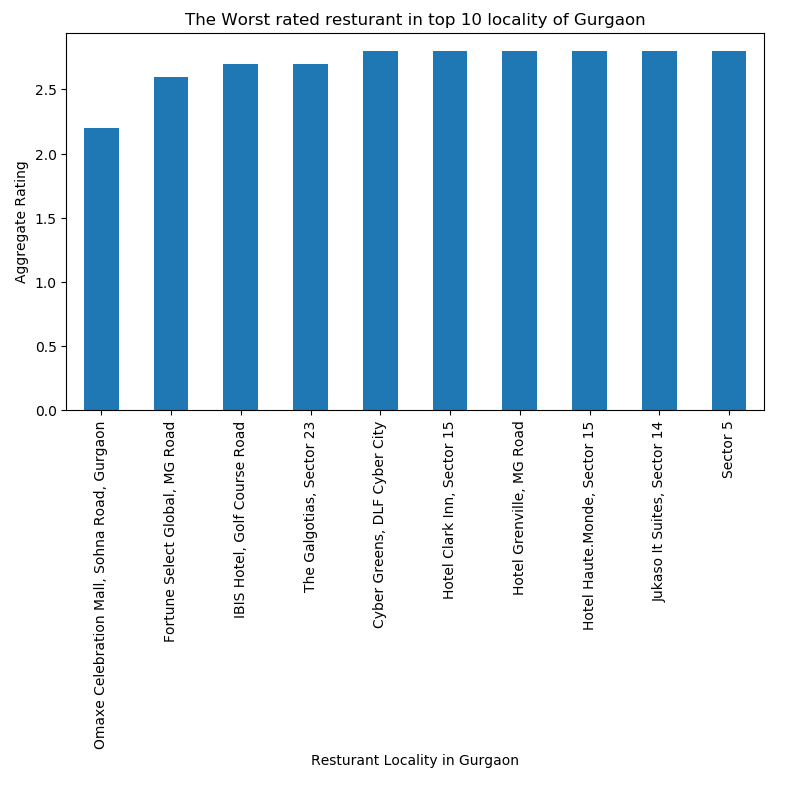 The Worst rated resturant in top 10 locality of Gurgaon
Aggregate Rating
2.5
2.0
1.5
1.0
0.5
0.0
Omaxe Celebration Mall, Sohna Road, Gurgaon
Fortune Select Global, MG Road
IBIS Hotel, Golf Course Road
The Galgotias, Sector 23
Cyber Greens, DLF Cyber City
Hotel Clark Inn, Sector 15
Hotel Grenville, MG Road
Hotel Haute.Monde, Sector 15
Jukaso It Suites, Sector 14
Sector 5
Resturant Locality in Gurgaon